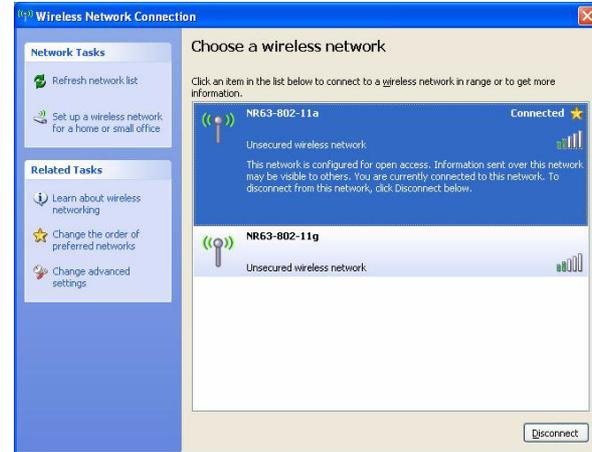 Wireless Network Connection
Network Tasks
Refresh network list
Set up a wireless network
for a home or small office
Related Tasks
Learn about wireless
networking
Change the order of
preferred networks
Change advanced
settings
Choose a wireless network
Click an item in the list below to connect to a wireless network in range or to get more
information.
NR63-802-11a Connected
Unsecured wireless network
This network is configured for open access. Information sent over this network
may be visible to others. You are currently connected to this network. To
disconnect from this network, click Disconnect below.
NR63-802-11g
Unsecured wireless network
Disconnect